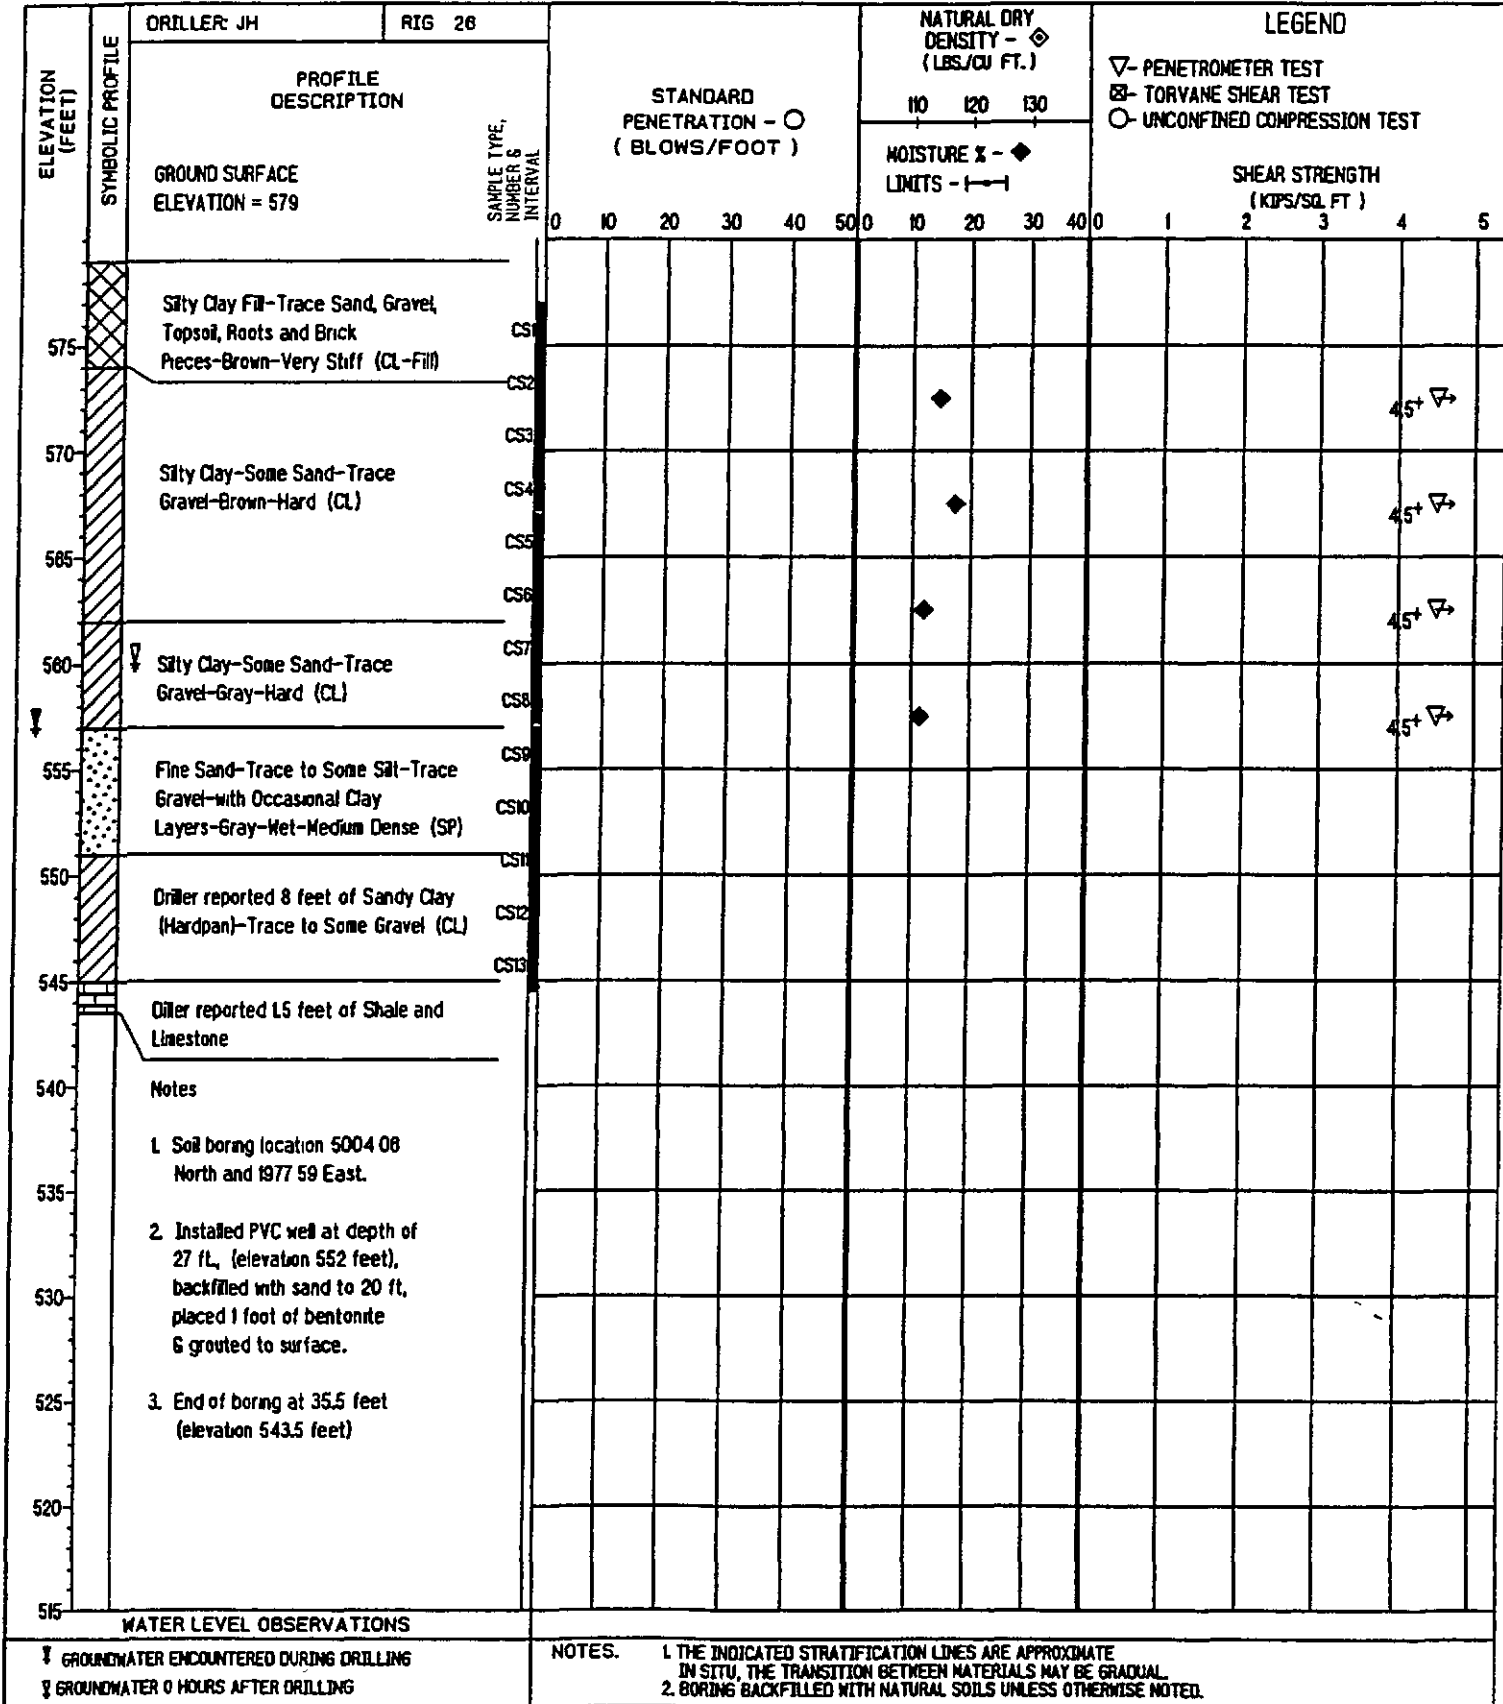 DRILLER: JH
RIG 26
ELEVATION
(FEET)
SYMBOLIC PROFILE
PROFILE
DESCRIPTION
GROUND SURFACE
ELEVATION = 579
SAMPLE TYPE,
NUMBER &
INTERVAL
STANDARD
PENETRATION - O
( BLOWS/FOOT )
0 10 20 30 40 50
NATURAL DRY
DENSITY -
(LBS./CU FT.)
110 120 130
MOISTURE % - ◆
LIMITS -
0 10 20 30 40
LEGEND
▽- PENETROMETER TEST
⊠- TORVANE SHEAR TEST
O- UNCONFINED COMPRESSION TEST
SHEAR STRENGTH
(KIPS/SQ. FT )
0 1 2 3 4 5
Silty Clay Fill-Trace Sand, Gravel,
Topsoil, Roots and Brick
Pieces-Brown-Very Stiff (CL-Fill)
CS1
575
CS2
4.5+
CS3
570
Silty Clay-Some Sand-Trace
Gravel-Brown-Hard (CL)
CS4
4.5+
CS5
565
CS6
4.5+
CS7
560
Silty Clay-Some Sand-Trace
Gravel-Gray-Hard (CL)
CS8
4.5+
CS9
555
Fine Sand-Trace to Some Silt-Trace
Gravel-with Occasional Clay
Layers-Gray-Wet-Medium Dense (SP)
CS10
CS11
550
Driller reported 8 feet of Sandy Clay
(Hardpan)-Trace to Some Gravel (CL)
CS12
CS13
545
Diller reported 1.5 feet of Shale and
Limestone
540
Notes
1. Soil boring location 5004 06
North and 1977 59 East.
535
2. Installed PVC well at depth of
27 ft., (elevation 552 feet),
backfilled with sand to 20 ft,
placed 1 foot of bentonite
& grouted to surface.
530
3. End of boring at 35.5 feet
(elevation 543.5 feet)
525
520
515
WATER LEVEL OBSERVATIONS
GROUNDWATER ENCOUNTERED DURING DRILLING
GROUNDWATER 0 HOURS AFTER DRILLING
NOTES. 1. THE INDICATED STRATIFICATION LINES ARE APPROXIMATE
IN SITU, THE TRANSITION BETWEEN MATERIALS MAY BE GRADUAL.
2. BORING BACKFILLED WITH NATURAL SOILS UNLESS OTHERWISE NOTED.